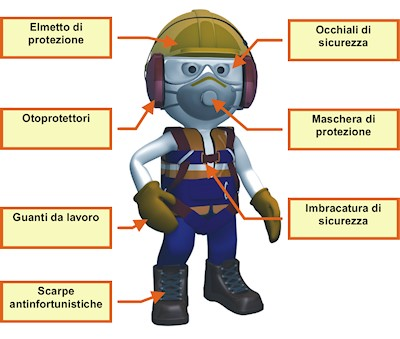 Elmetto di
protezione
Occhiali di
sicurezza
Otoprotettori
Maschera di
protezione
Guanti da lavoro
Imbracatura di
sicurezza
Scarpe
antinfortunistiche